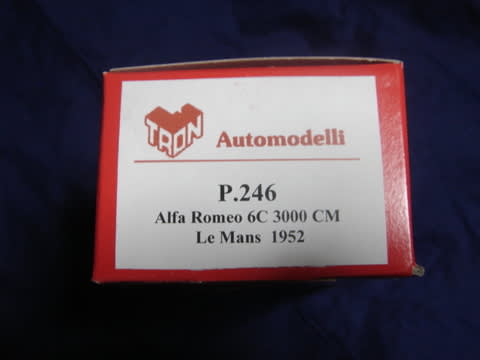 TRON
Automodelli
P.246
Alfa Romeo 6C 3000 CM
Le Mans 1952